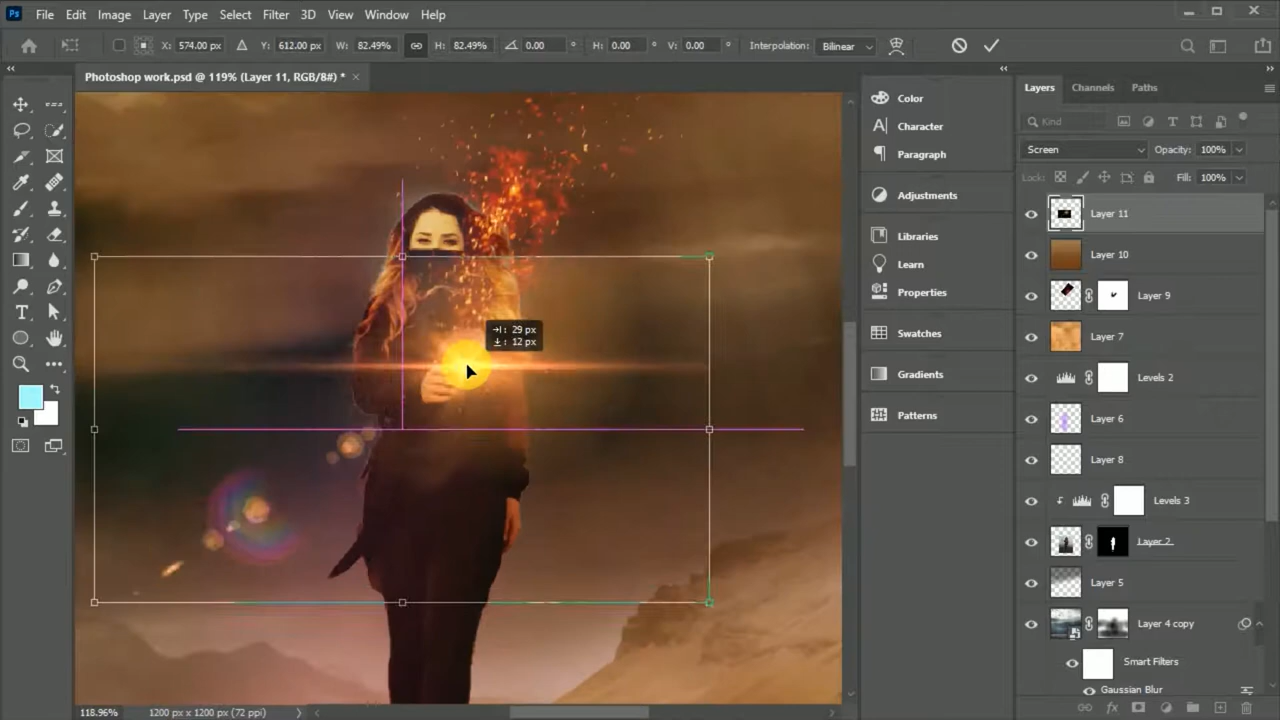 Ps File Edit Image Layer Type Select Filter 3D View Window Help
X: 574.00 px Y: 612.00 px W: 82.49% H: 82.49% 0.00 ° H: 0.00 ° V: 0.00 ° Interpolation: Bilinear
Photoshop work.psd @ 119% (Layer 11, RGB/8#) * ×
Color
Character
Paragraph
Adjustments
Libraries
Learn
Properties
Swatches
Gradients
Patterns
Layers Channels Paths
Kind
Screen Opacity: 100%
Lock: Fill: 100%
Layer 11
Layer 10
Layer 9
Layer 7
Levels 2
Layer 6
Layer 8
Levels 3
Layer 2
Layer 5
Layer 4 copy
Smart Filters
Gaussian Blur
: 29 px
: 12 px
118.96% 1200 px x 1200 px (72 ppi)